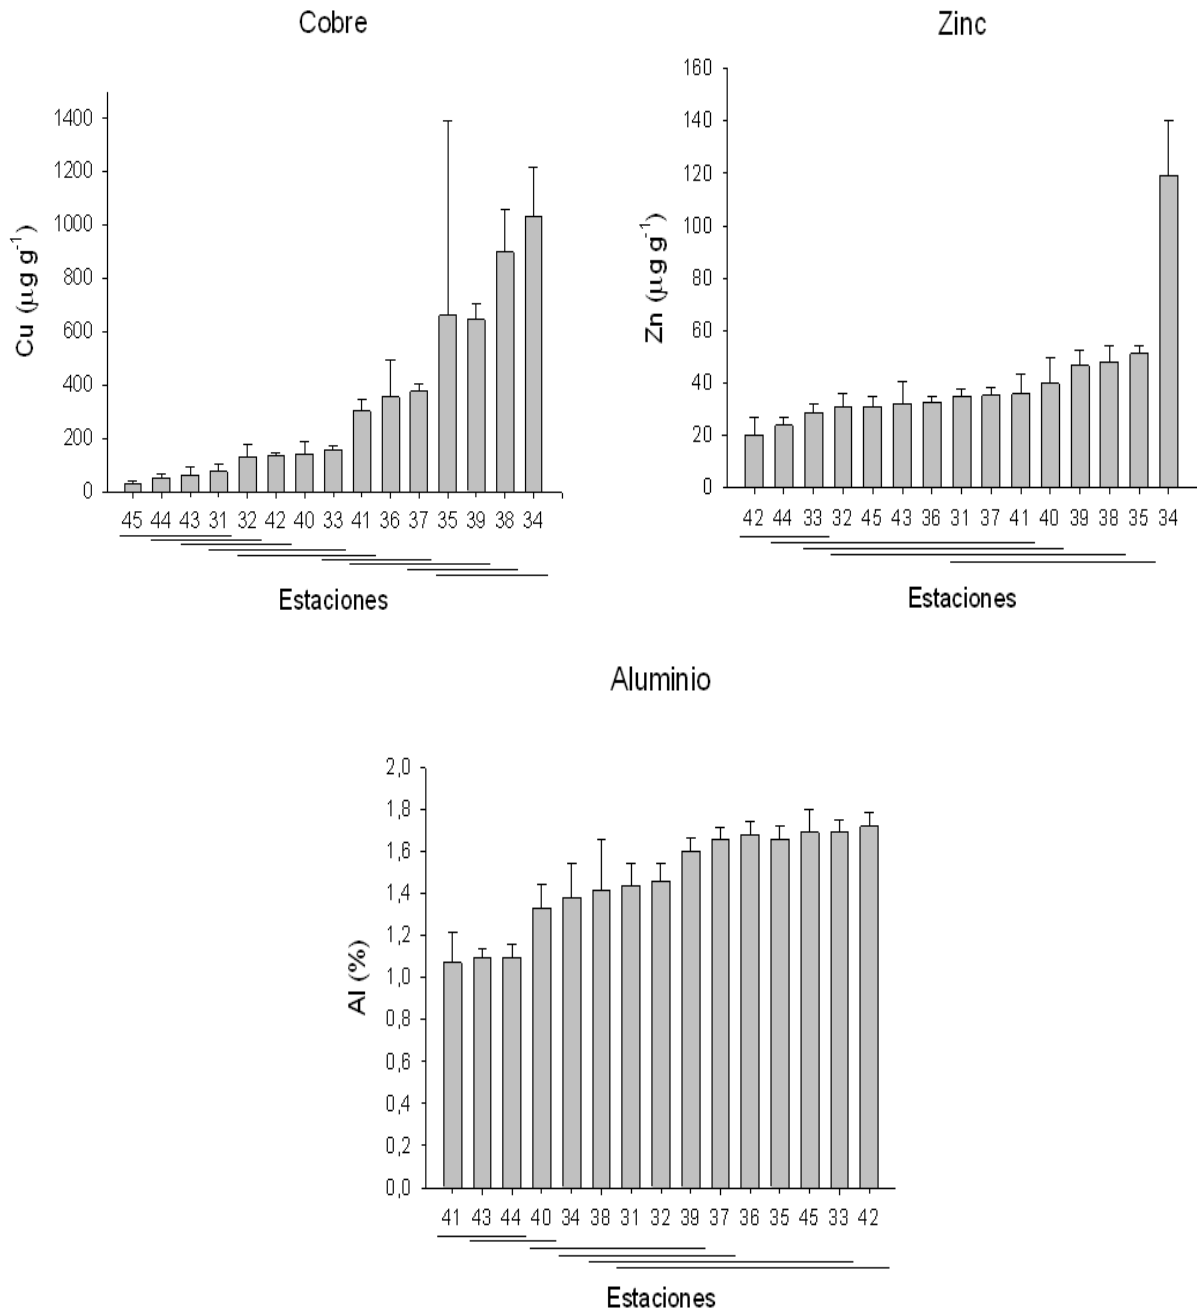 Cobre
1400
1200
1000
800
600
400
200
0
Cu (µg g⁻¹)
45 44 43 31 32 42 40 33 41 36 37 35 39 38 34
Estaciones
Zinc
160
140
120
100
80
60
40
20
0
Zn (µg g⁻¹)
42 44 33 32 45 43 36 31 37 41 40 39 38 35 34
Estaciones
Aluminio
2,0
1,8
1,6
1,4
1,2
1,0
0,8
0,6
0,4
0,2
0,0
Al (%)
41 43 44 40 34 38 31 32 39 37 36 35 45 33 42
Estaciones